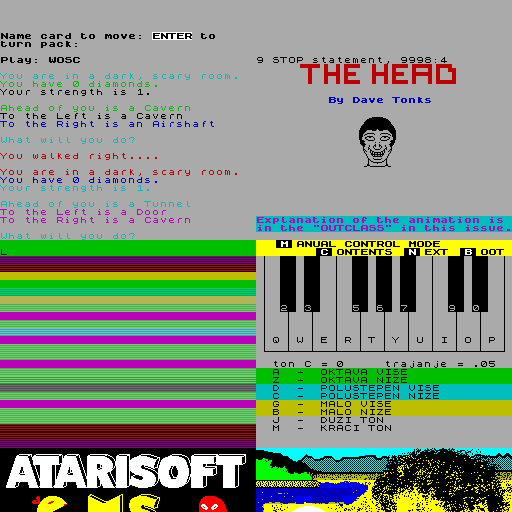 Name card to move: ENTER to
turn pack:
Play: WOSC
You are in a dark, scary room.
You have 0 diamonds.
Your strength is 1.
Ahead of you is a Cavern
To the Left is a Cavern
To the Right is an Airshaft
What will you do?
You walked right....
You are in a dark, scary room.
You have 0 diamonds.
Your strength is 1.
Ahead of you is a Tunnel
To the Left is a Door
To the Right is a Cavern
What will you do?
L
ATARISOFT
9 STOP statement, 9998:4
THE HEAD
By Dave Tonks
Explanation of the animation is
in the "OUTCLASS" in this issue.
M ANUAL CONTROL MODE
C ONTENTS N EXT B OOT
2 3 5 6 7 9 0
Q W E R T Y U I O P
ton C = 0 trajanje = .05
A - OKTAVA VISE
Z - OKTAVA NIZE
D - POLUSTEPEN VISE
C - POLUSTEPEN NIZE
G - MALO VISE
B - MALO NIZE
J - DUZI TON
M - KRACI TON